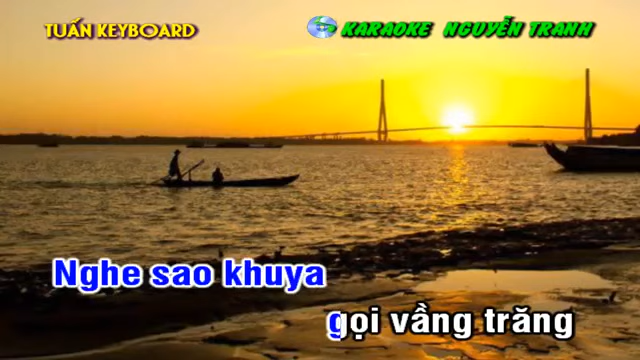 TUẤN KEYBOARD
KARAOKE NGUYỄN TRANH
Nghe sao khuya
gọi vầng trăng